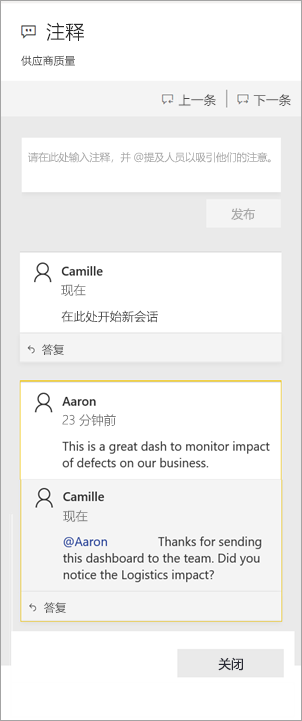 注释
供应商质量
上一条 | 下一条
请在此处输入注释，并 @提及人员以吸引他们的注意。
发布
Camille
现在
在此处开始新会话
答复
Aaron
23 分钟前
This is a great dash to monitor impact
of defects on our business.
Camille
现在
@Aaron Thanks for sending
this dashboard to the team. Did you
notice the Logistics impact?
答复
关闭